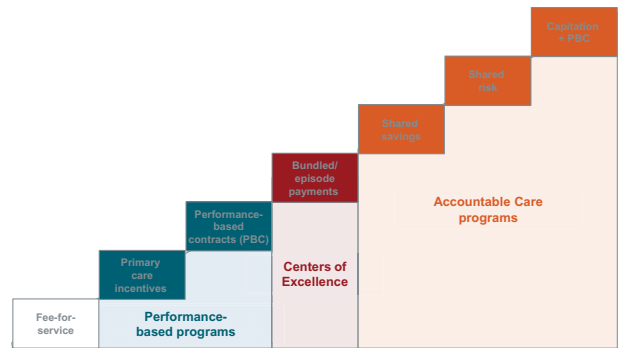 Capitation
+ PBC
Shared
risk
Shared
savings
Bundled/
episode
payments
Accountable Care
programs
Performance-
based
contracts (PBC)
Primary
care
incentives
Centers of
Excellence
Fee-for-
service
Performance-
based programs